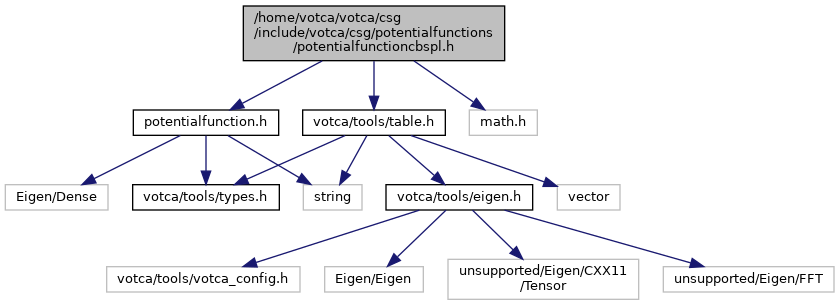 /home/votca/votca/csg
/include/votca/csg/potentialfunctions
/potentialfunctioncbspl.h
potentialfunction.h
votca/tools/table.h
math.h
Eigen/Dense
votca/tools/types.h
string
votca/tools/eigen.h
vector
votca/tools/votca_config.h
Eigen/Eigen
unsupported/Eigen/CXX11
/Tensor
unsupported/Eigen/FFT